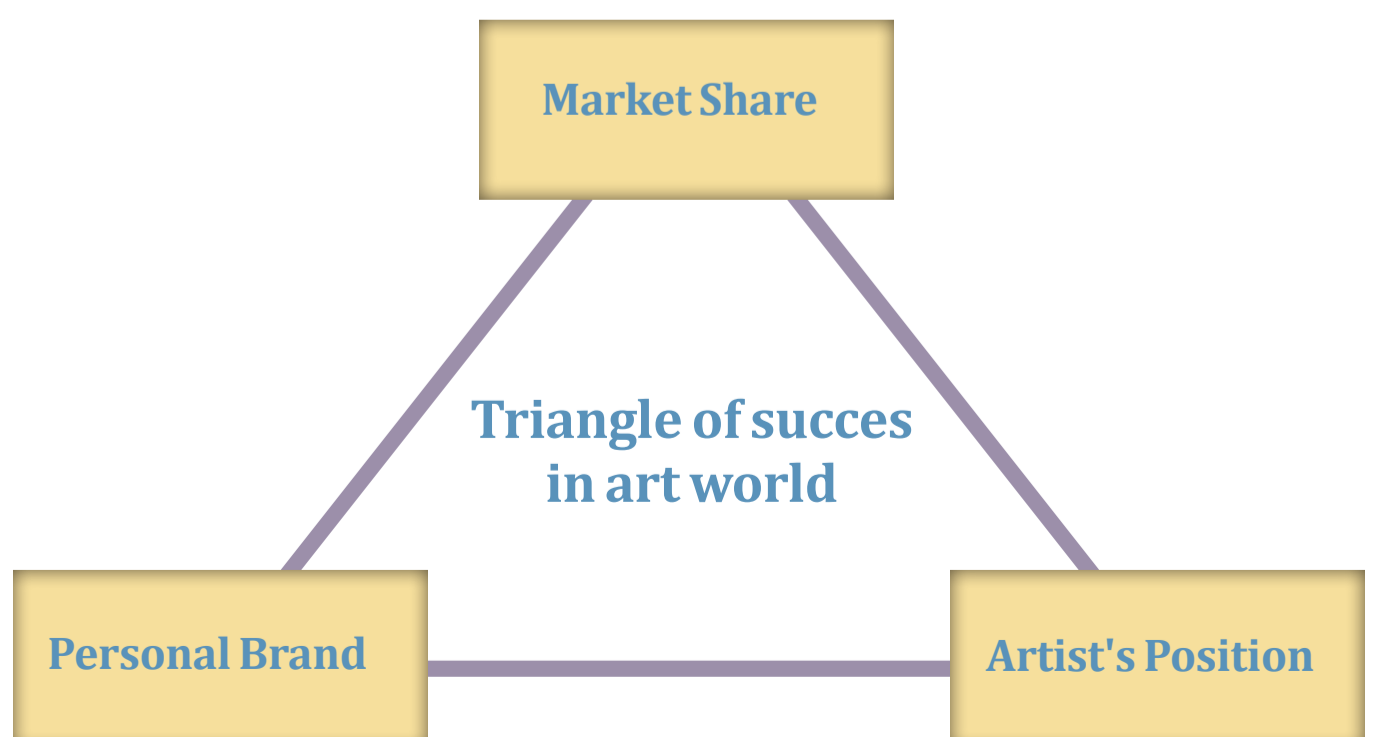 Market Share
Triangle of succes
in art world
Personal Brand
Artist's Position